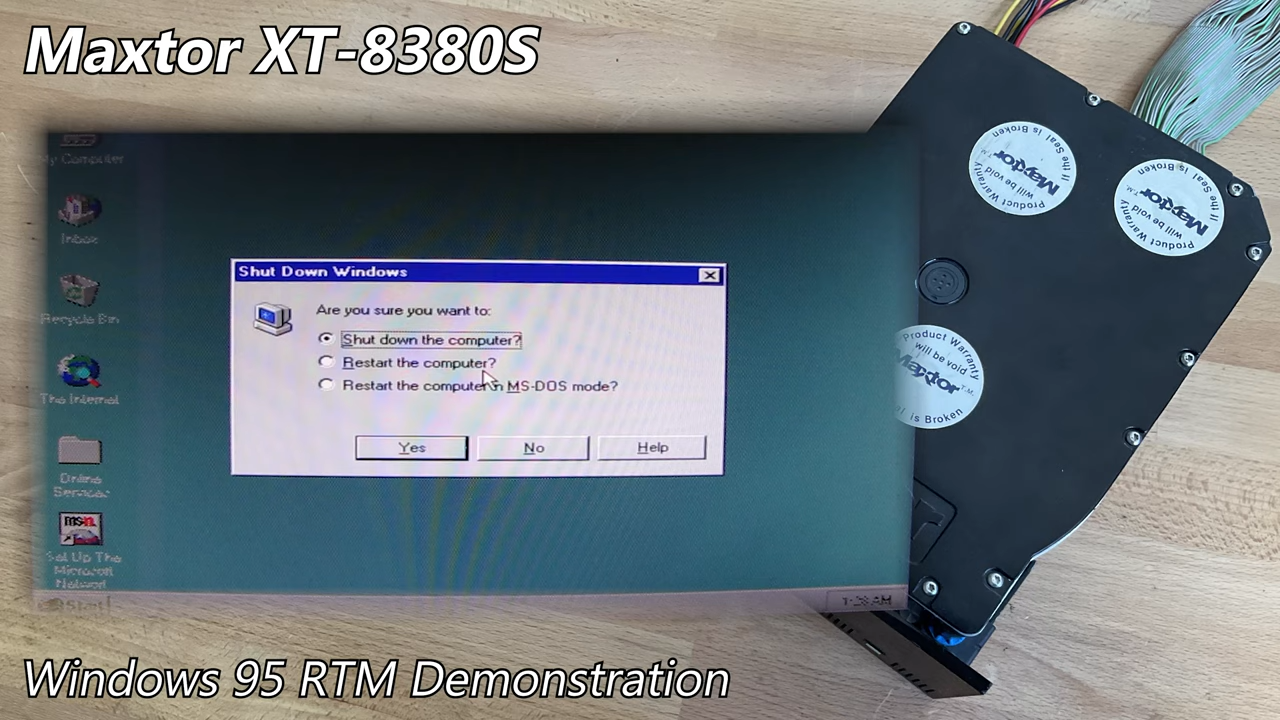 Maxtor XT-8380S
My Computer
Inbox
Recycle Bin
The Internet
Online
Services
msn.
Set Up The
Microsoft
Network
Start
Shut Down Windows
Are you sure you want to:
Shut down the computer?
Restart the computer?
Restart the computer in MS-DOS mode?
Yes
No
Help
Product Warranty
will be void
Maxtor
T.M.
If the Seal is Broken
Product Warranty
will be void
Maxtor
T.M.
If the Seal is Broken
Product Warranty
will be void
Maxtor
T.M.
al is Broken
Windows 95 RTM Demonstration